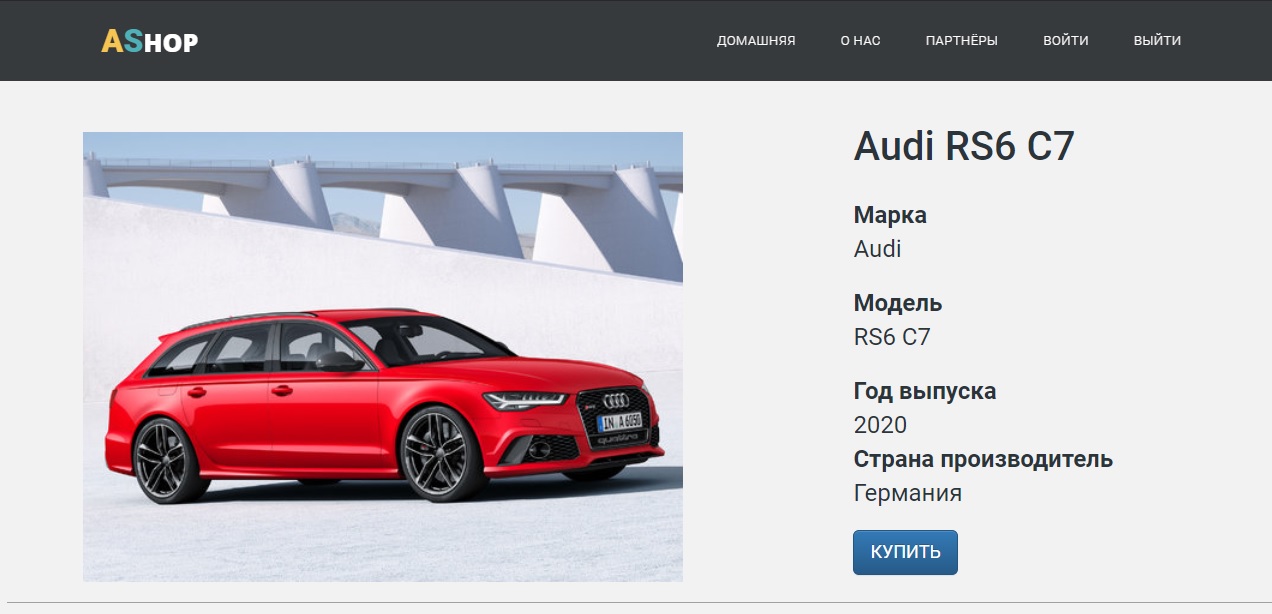 ASHOP
ДОМАШНЯЯ О НАС ПАРТНЁРЫ ВОЙТИ ВЫЙТИ
Audi RS6 C7
Марка
Audi
Модель
RS6 C7
Год выпуска
2020
Страна производитель
Германия
КУПИТЬ
IN A 6050
quattro